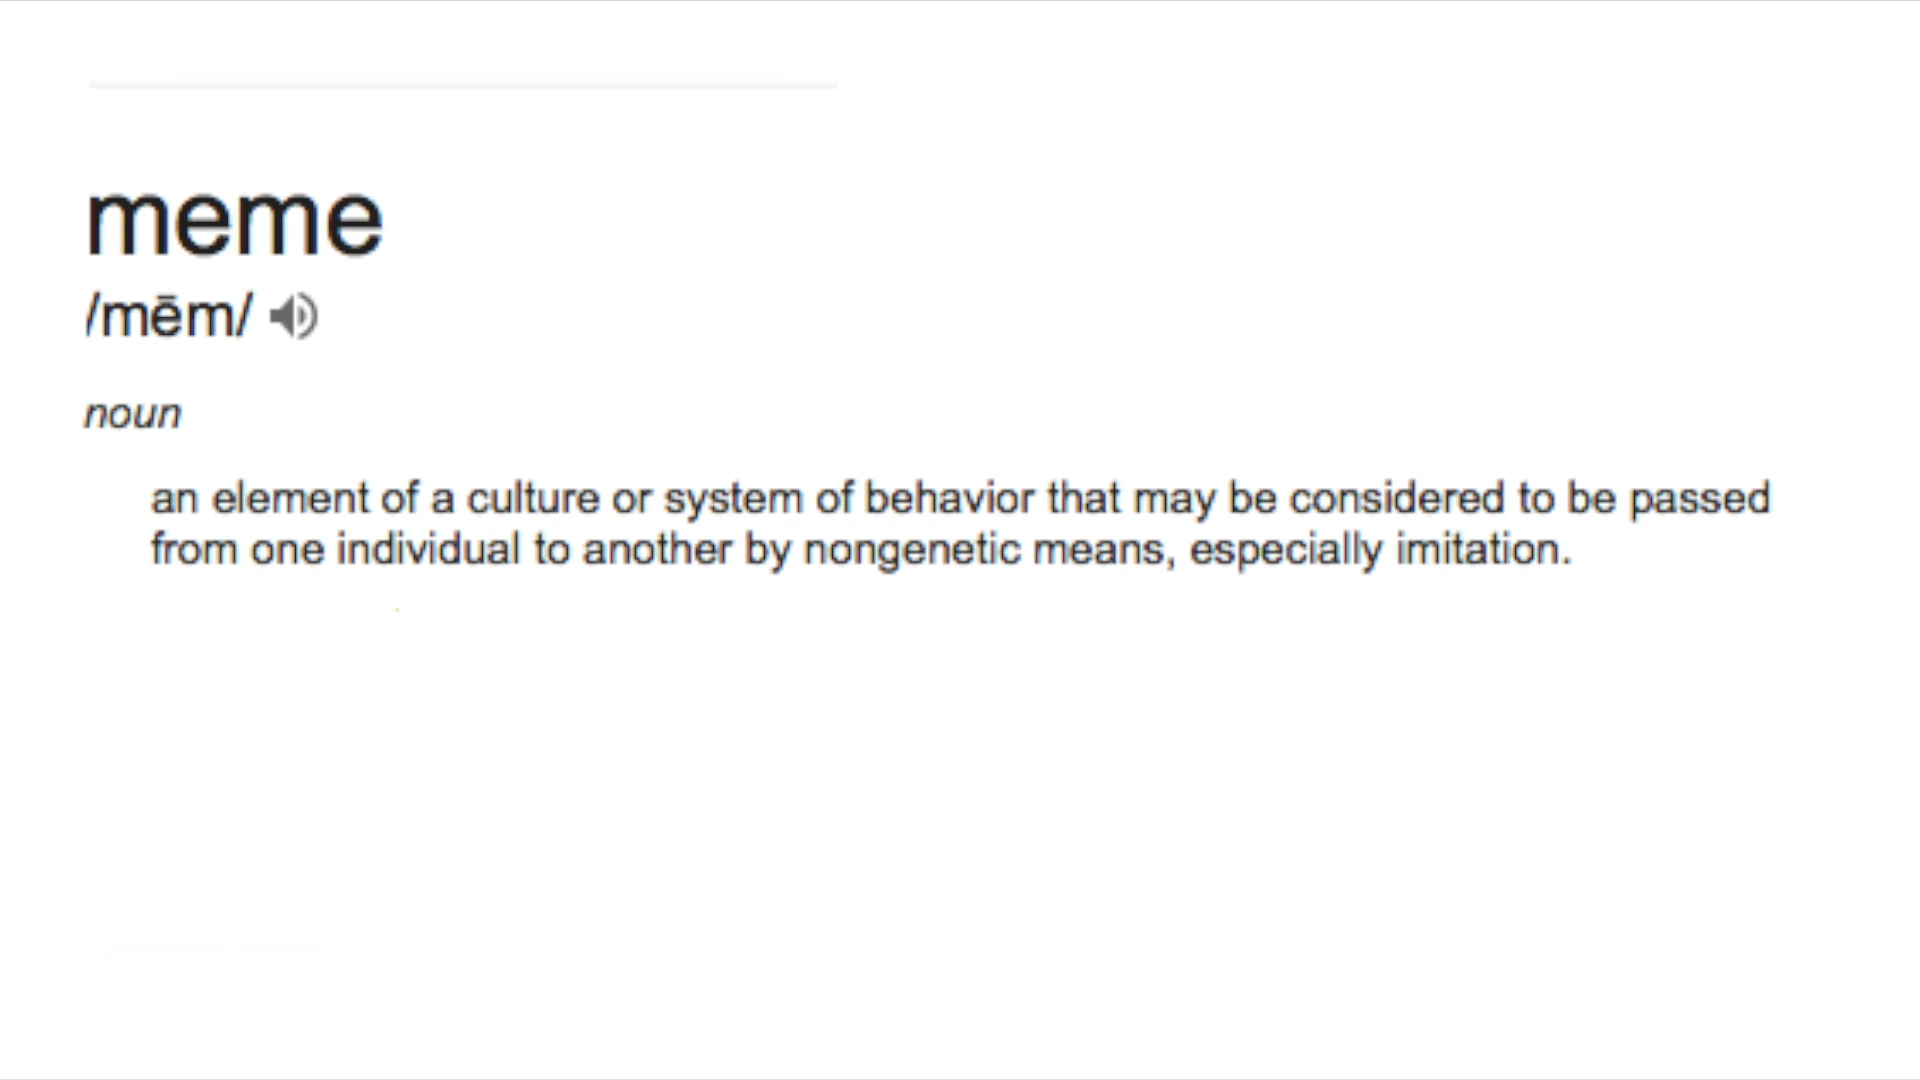 meme
/mēm/
noun
an element of a culture or system of behavior that may be considered to be passed
from one individual to another by nongenetic means, especially imitation.